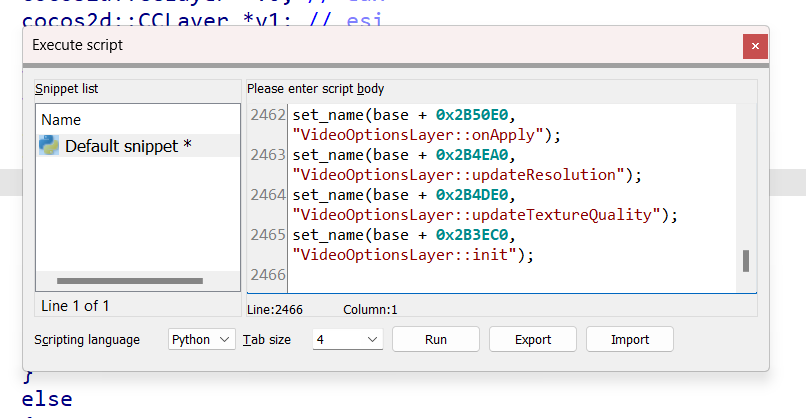 cocos2d::CCLayer *v1; // esi
Execute script
×
Snippet list
Name
Default snippet *
Line 1 of 1
Please enter script body
2462 set_name(base + 0x2B50E0,
"VideoOptionsLayer::onApply");
2463 set_name(base + 0x2B4EA0,
"VideoOptionsLayer::updateResolution");
2464 set_name(base + 0x2B4DE0,
"VideoOptionsLayer::updateTextureQuality");
2465 set_name(base + 0x2B3EC0,
"VideoOptionsLayer::init");
2466
Line:2466 Column:1
Scripting language Python Tab size 4 Run Export Import
}
else